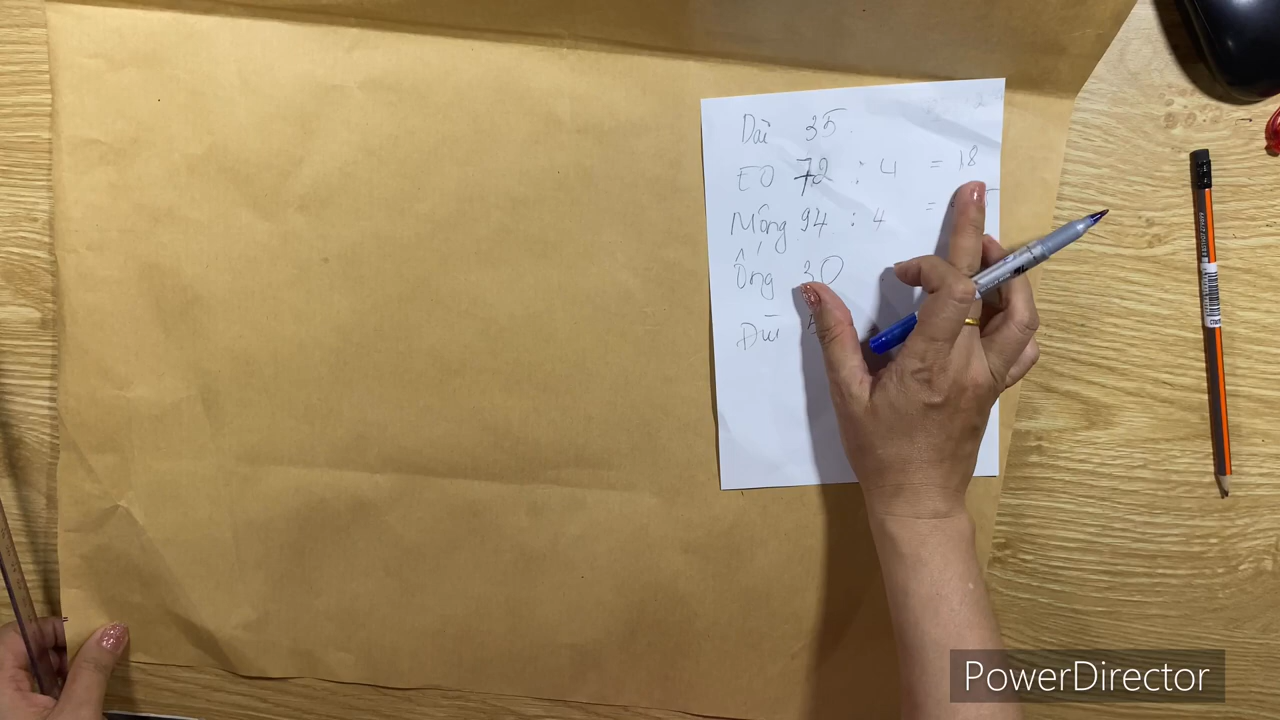 Dài 35
EO 72 : 4 = 18
Mông 94 : 4 =
Ống 30
Đùi
PowerDirector